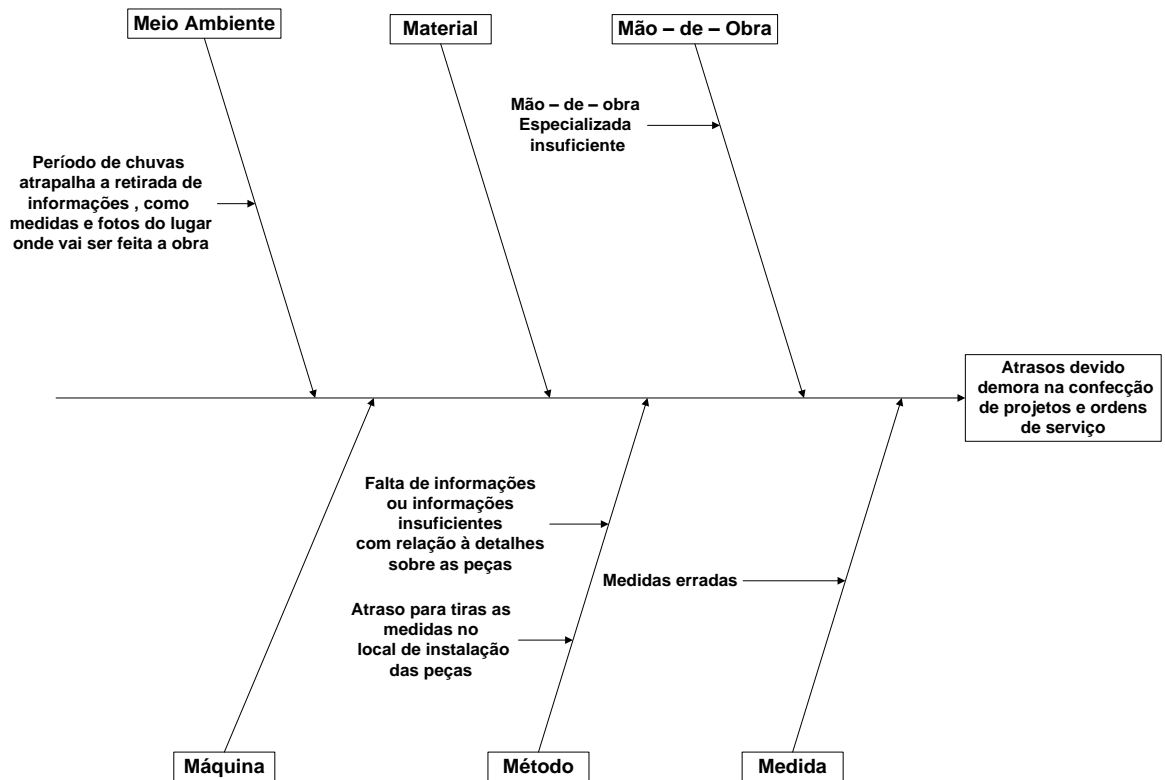 Meio Ambiente
Material
Mão – de – Obra
Mão – de – obra
Especializada
insuficiente
Período de chuvas
atrapalha a retirada de
informações , como
medidas e fotos do lugar
onde vai ser feita a obra
Atrasos devido
demora na confecção
de projetos e ordens
de serviço
Falta de informações
ou informações
insuficientes
com relação à detalhes
sobre as peças
Medidas erradas
Atraso para tiras as
medidas no
local de instalação
das peças
Máquina
Método
Medida